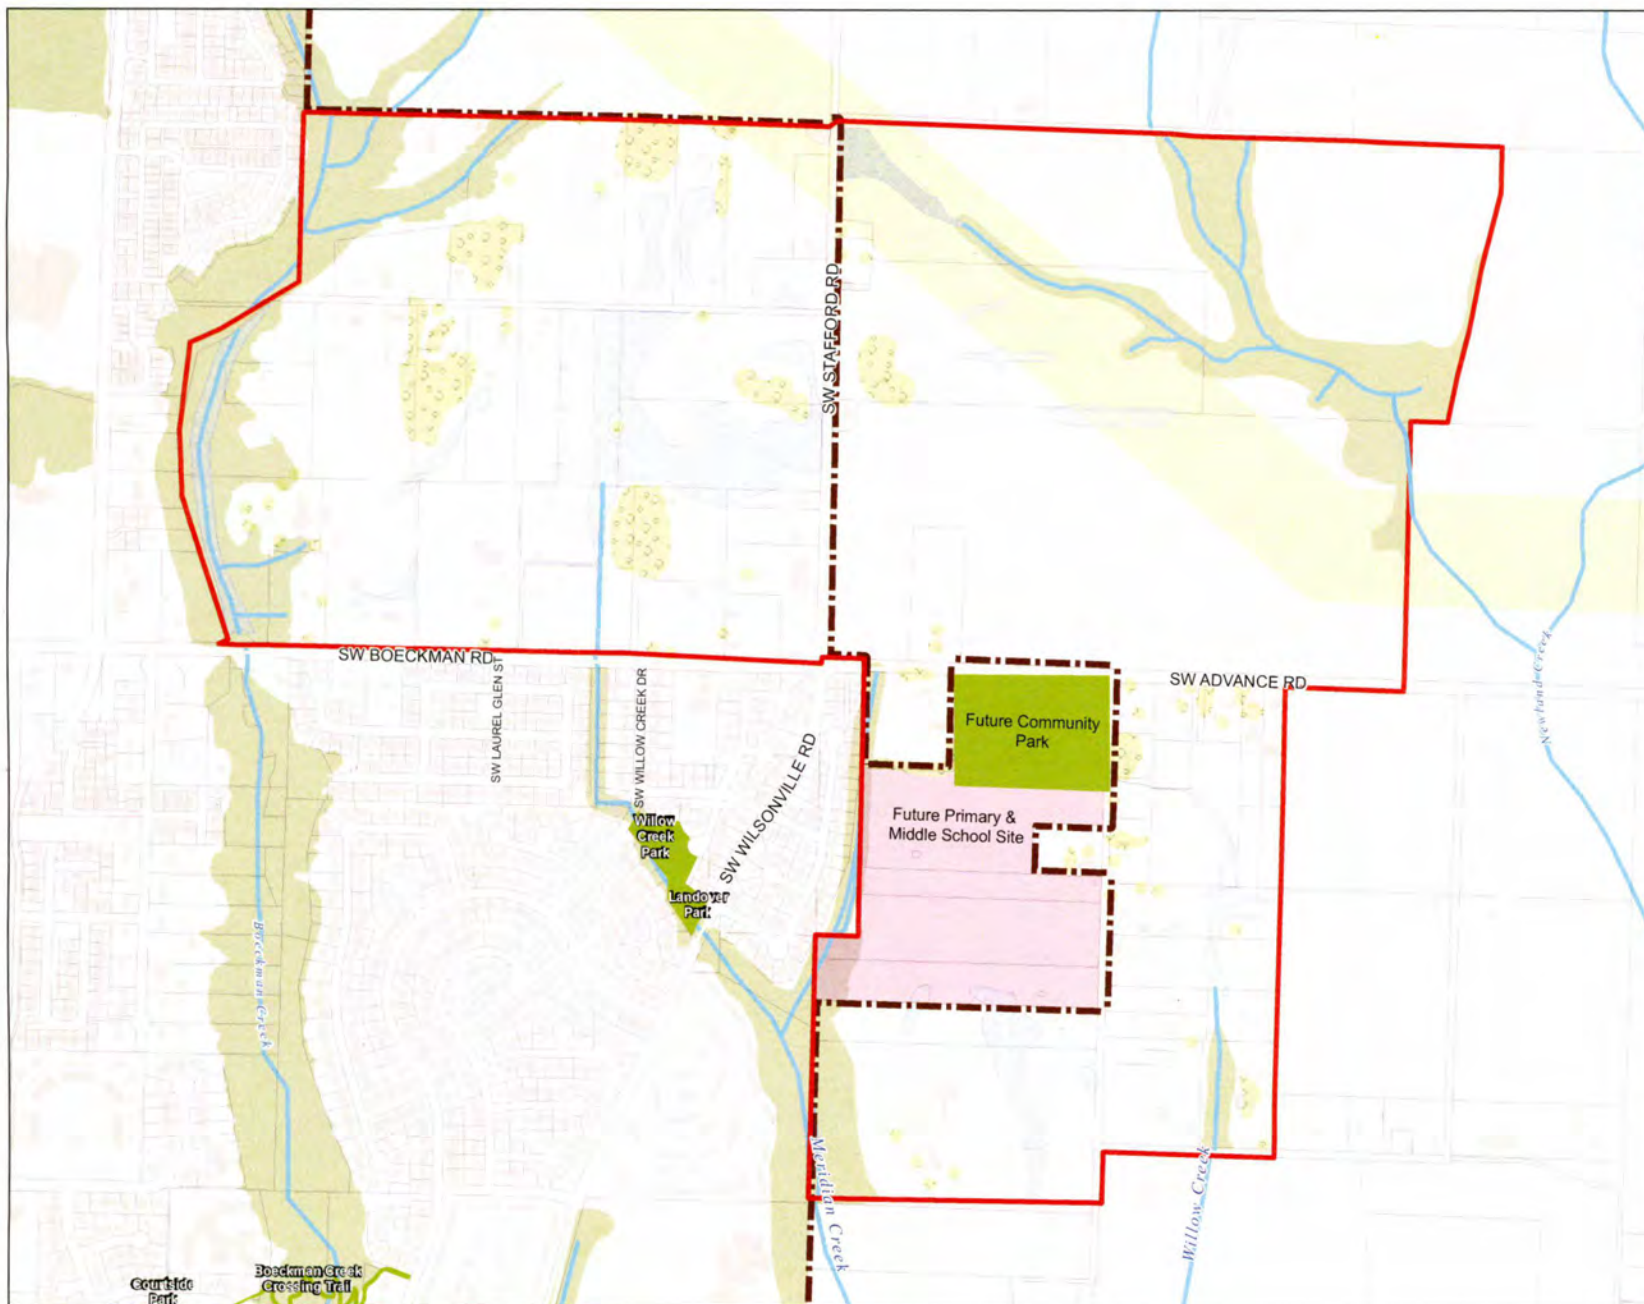 SW STAFFORD RD
SW BOECKMAN RD
SW LAUREL GLEN ST
SW WILLOW CREEK DR
SW WILSONVILLE RD
SW ADVANCE RD
Newland Creek
Future Community
Park
Future Primary &
Middle School Site
Willow
Creek
Park
Landover
Park
Boeckman Creek
Meridian Creek
Willow Creek
Boeckman Creek
Crossing Trail
Courtside
Park